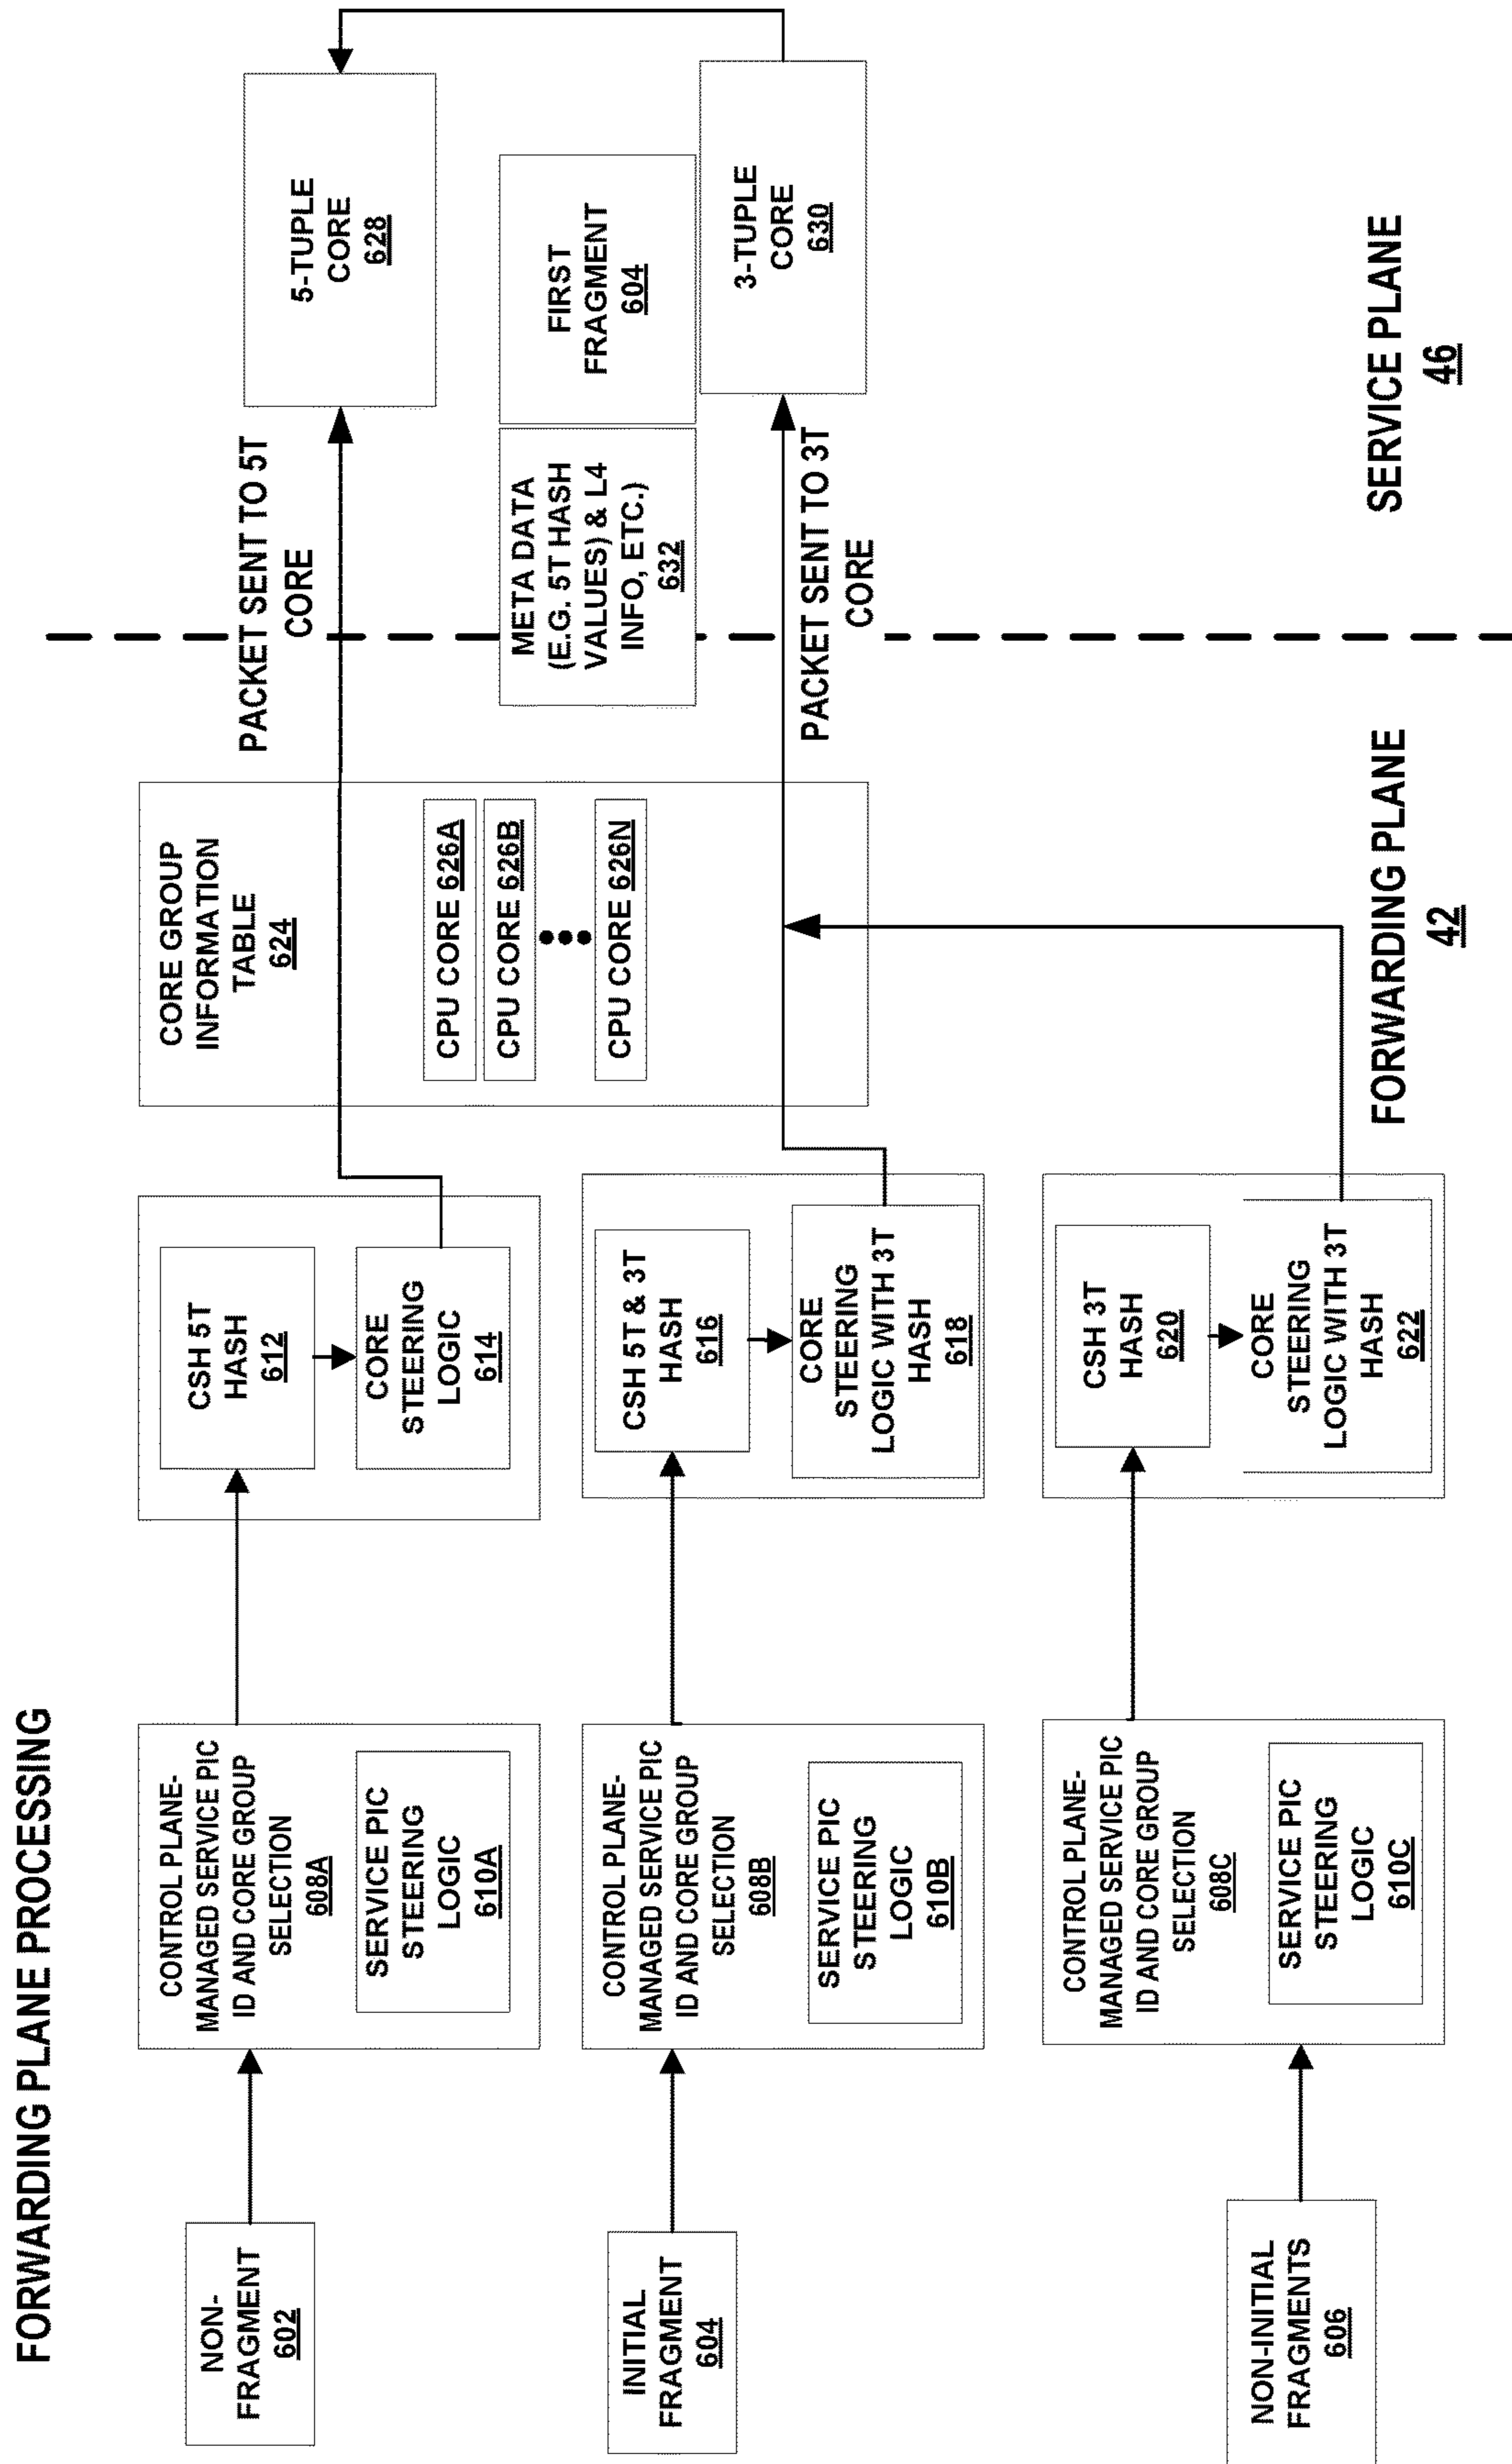 FORWARDING PLANE PROCESSING
NON-
FRAGMENT
602
CONTROL PLANE-
MANAGED SERVICE PIC
ID AND CORE GROUP
SELECTION
608A
SERVICE PIC
STEERING
LOGIC
610A
CSH 5T
HASH
612
CORE
STEERING
LOGIC
614
INITIAL
FRAGMENT
604
CONTROL PLANE-
MANAGED SERVICE PIC
ID AND CORE GROUP
SELECTION
608B
SERVICE PIC
STEERING
LOGIC
610B
CSH 5T & 3T
HASH
616
CORE
STEERING
LOGIC WITH 3T
HASH
618
NON-INITIAL
FRAGMENTS
606
CONTROL PLANE-
MANAGED SERVICE PIC
ID AND CORE GROUP
SELECTION
608C
SERVICE PIC
STEERING
LOGIC
610C
CSH 3T
HASH
620
CORE
STEERING
LOGIC WITH 3T
HASH
622
CORE GROUP
INFORMATION
TABLE
624
CPU CORE 626A
CPU CORE 626B
CPU CORE 626N
PACKET SENT TO 5T
CORE
META DATA
(E.G. 5T HASH
VALUES) & L4
INFO, ETC.)
632
PACKET SENT TO 3T
CORE
5-TUPLE
CORE
628
FIRST
FRAGMENT
604
3-TUPLE
CORE
630
FORWARDING PLANE
42
SERVICE PLANE
46